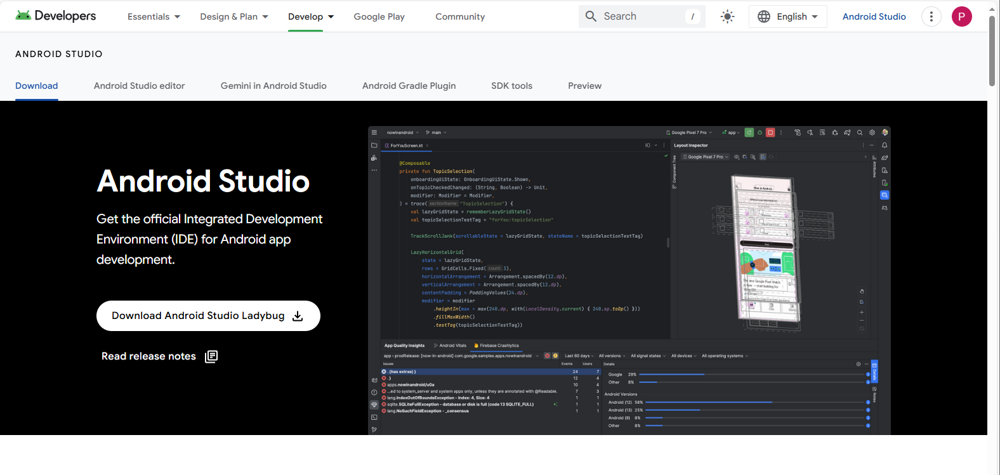 Developers
Essentials
Design & Plan
Develop
Google Play
Community
Search
/
English
Android Studio
P
ANDROID STUDIO
Download
Android Studio editor
Gemini in Android Studio
Android Gradle Plugin
SDK tools
Preview
Android Studio
Get the official Integrated Development
Environment (IDE) for Android app
development.
Download Android Studio Ladybug
Read release notes
nowinandroid
main
Google Pixel 7 Pro
app
ForYouScreen.kt
@Composable
private fun TopicSelection(
onboardingUiState: OnboardingUiState.Shown,
onTopicCheckedChanged: (String, Boolean) -> Unit,
modifier: Modifier = Modifier,
) = trace( sectionName: "TopicSelection") {
val lazyGridState = rememberLazyGridState()
val topicSelectionTestTag = "forYou:topicSelection"
TrackScrollJank(scrollableState = lazyGridState, stateName = topicSelectionTestTag)
LazyHorizontalGrid(
state = lazyGridState,
rows = GridCells.Fixed( count: 3),
horizontalArrangement = Arrangement.spacedBy(12.dp),
verticalArrangement = Arrangement.spacedBy(12.dp),
contentPadding = PaddingValues(24.dp),
modifier = modifier
.heightIn(max = max(240.dp, with(LocalDensity.current) { 240.sp.toDp() }))
.fillMaxWidth()
.testTag(topicSelectionTestTag))
Layout Inspector
Google Pixel 7 Pro
Component Tree
Attributes
App Quality Insights
Android Vitals
Firebase Crashlytics
app › prodRelease: [now-in-android] com.google.samples.apps.nowinandroid
Last 60 days
All versions
All signal states
All devices
All operating systems
Issues
Events
Users
. {has extras) } 24 7
.} 12 4
apps.nowinandroid/u0a 10 4
...ed to system_server and system apps only, unless they are annotated with @Readable. 7 3
lang.IndexOutOfBoundsException - Index: 4, Size: 4 1 1
sqlite.SQLiteFullException - database or disk is full (code 13 SQLITE_FULL) 1 1
lang.NoSuchFieldException - _consensus 1 1
Details
Google 29%
Other 8%
Android Versions
Android (12) 58%
Android (13) 25%
Android (9) 8%
Other 8%
Details
Notes